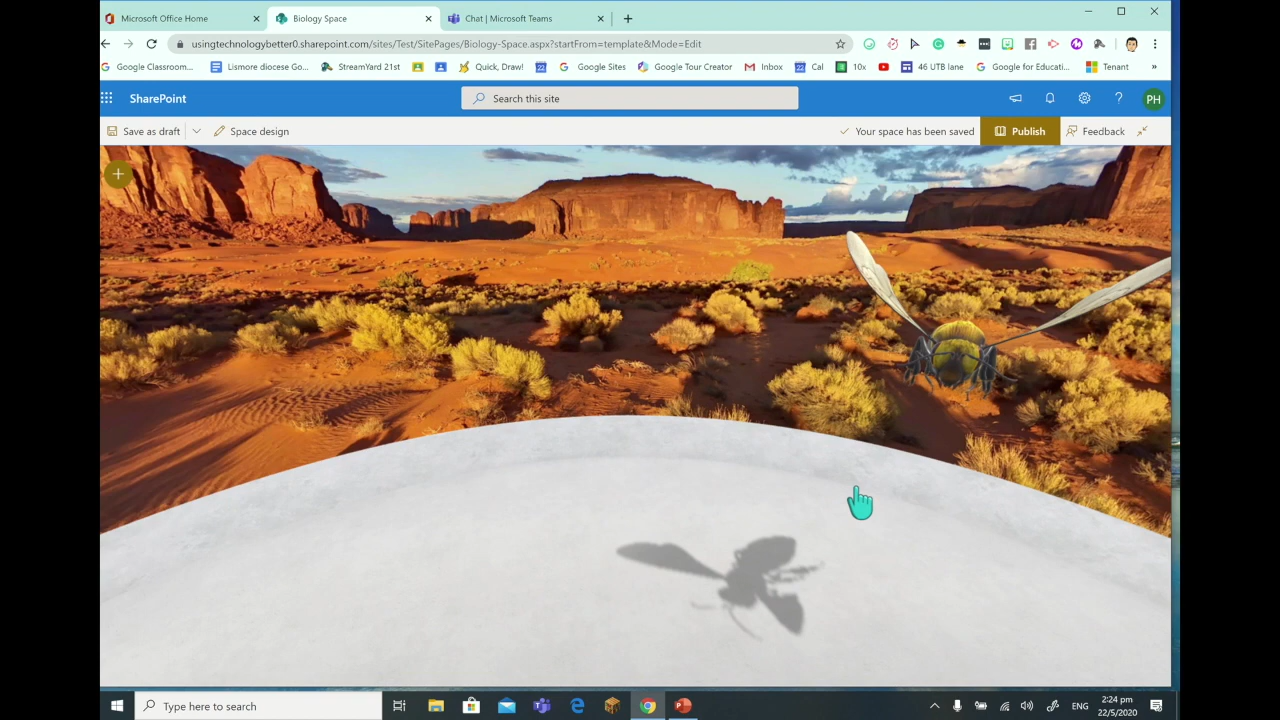 Microsoft Office Home
Biology Space
Chat | Microsoft Teams
usingtechnologybetter0.sharepoint.com/sites/Test/SitePages/Biology-Space.aspx?startFrom=template&Mode=Edit
Google Classroom... Lismore diocese Go... StreamYard 21st Quick, Draw! 22 Google Sites Google Tour Creator Inbox 22 Cal 10x 46 UTB lane Google for Educati... Tenant »
SharePoint
Search this site
PH
Save as draft
Space design
Your space has been saved
Publish
Feedback
Type here to search
ENG
2:24 pm
22/5/2020